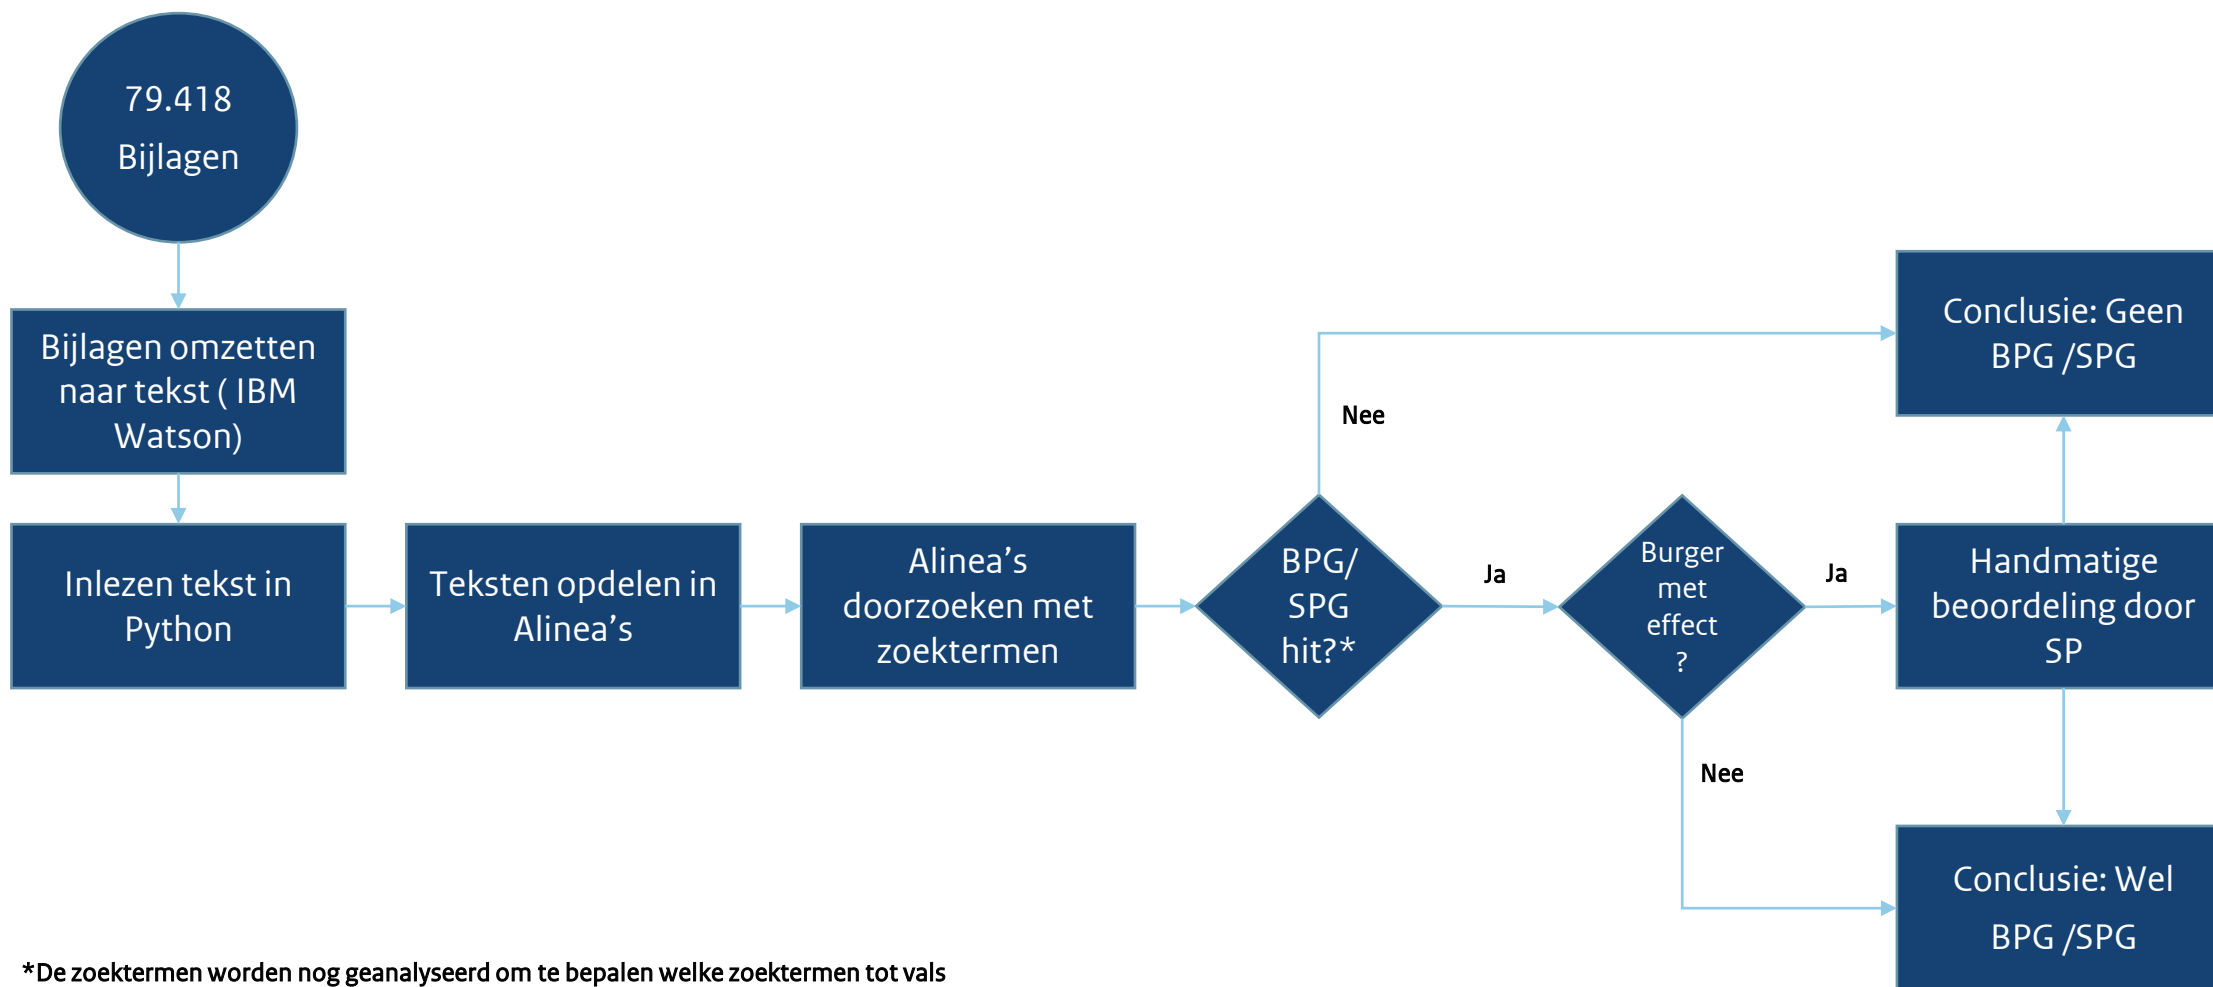 79.418
Bijlagen
Bijlagen omzetten
naar tekst ( IBM
Watson)
Inlezen tekst in
Python
Teksten opdelen in
Alinea’s
Alinea’s
doorzoeken met
zoektermen
BPG/
SPG
hit?*
Nee
Ja
Burger
met
effect
?
Ja
Nee
Conclusie: Geen
BPG /SPG
Handmatige
beoordeling door
SP
Conclusie: Wel
BPG /SPG
*De zoektermen worden nog geanalyseerd om te bepalen welke zoektermen tot vals